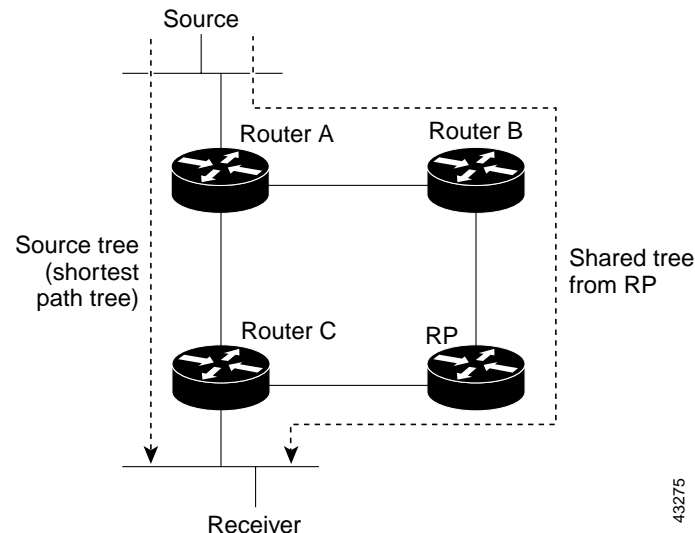 Source
Router A
Router B
Source tree
(shortest
path tree)
Shared tree
from RP
Router C
RP
Receiver
43275